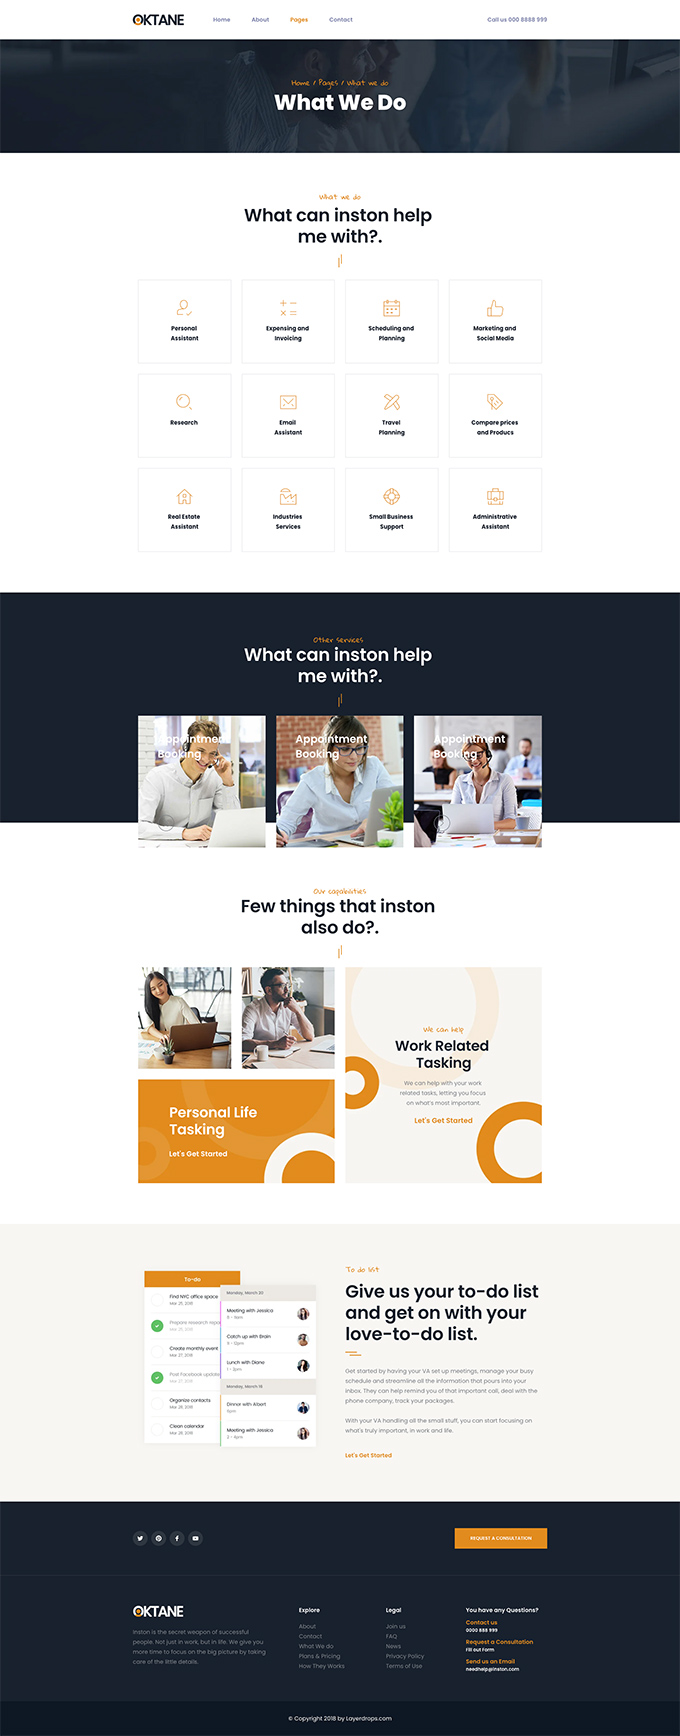 OKTANE
Home About Pages Contact
Call us 000 8888 999
Home / Pages / What we do
What We Do
What we do
What can inston help
me with?.
Personal
Assistant
Expensing and
Invoicing
Scheduling and
Planning
Marketing and
Social Media
Research
Email
Assistant
Travel
Planning
Compare prices
and Producs
Real Estate
Assistant
Industries
Services
Small Business
Support
Administrative
Assistant
Other services
What can inston help
me with?.
Appointment
Booking
Appointment
Booking
Appointment
Booking
Our capabilities
Few things that inston
also do?.
We can help
Work Related
Tasking
We can help with your work
related tasks, letting you focus
on what's most important.
Let's Get Started
Personal Life
Tasking
Let's Get Started
To-do
Find NYC office space
Mar 25, 2018
Prepare research repo
Mar 26, 2018
Create monthly event
Mar 27, 2018
Post Facebook update
Mar 27, 2018
Organize contacts
Mar 28, 2018
Clean calendar
Mar 28, 2018
Monday, March 20
Meeting with Jessica
Catch up with Brain
Lunch with Diane
1 - 2pm
Monday, March 16
Dinner with Albert
5pm
Meeting with Jessica
2 - 4pm
To do list
Give us your to-do list
and get on with your
love-to-do list.
Get started by having your VA set up meetings, manage your busy
schedule and streamline all the information that pours into your
inbox. They can help remind you of that important call, deal with the
phone company, track your packages.
With your VA handling all the small stuff, you can start focusing on
what's truly important, in work and life.
Let's Get Started
REQUEST A CONSULTATION
OKTANE
Inston is the secret weapon of successful
people. Not just in work, but in life. We give you
more time to focus on the big picture by taking
care of the little details.
Explore
About
Contact
What We do
Plans & Pricing
How They Works
Legal
Join us
FAQ
News
Privacy Policy
Terms of Use
You have any Questions?
Contact us
0000 888 999
Request a Consultation
Fill out Form
Send us an Email
needhelp@inston.com
© Copyright 2018 by Layerdrops.com